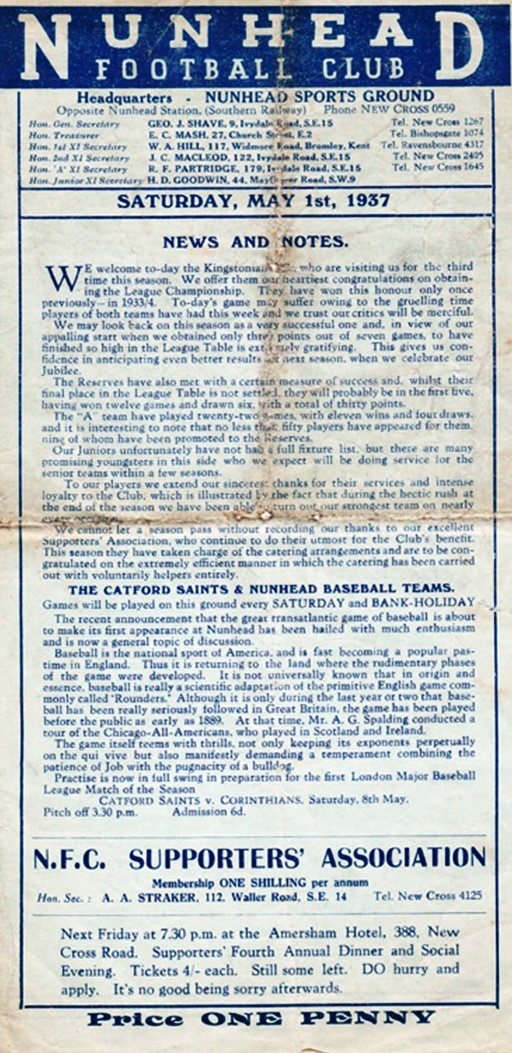 NUNHEAD
FOOTBALL CLUB
Headquarters - NUNHEAD SPORTS GROUND
Opposite Nunhead Station, (Southern Railway) Phone NEW CROSS 0559
Hon. Gen. Secretary GEO. J. SHAVE, 9, Ivydale Road, S.E.15 Tel. New Cross 1267
Hon. Treasurer E. C. MASH, 27, Church Street, E.2 Tel. Bishopsgate 1074
Hon. 1st XI Secretary W. A. HILL, 117, Widmore Road, Bromley, Kent Tel. Ravensbourne 4317
Hon. 2nd XI Secretary J. C. MACLEOD, 122, Ivydale Road, S.E.15 Tel. New Cross 2405
Hon. 'A' XI Secretary R. F. PARTRIDGE, 179, Ivydale Road, S.E.15 Tel. New Cross 1645
Hon. Junior XI Secretary H. D. GOODWIN, 44, Mayflower Road, S.W.9
SATURDAY, MAY 1st, 1937
NEWS AND NOTES.
WE welcome to-day the Kingstonian who are visiting us for the third
time this season. We offer them our heartiest congratulations on obtain-
ing the League Championship. They have won this honour only once
previously—in 1933/4. To-day's game may suffer owing to the gruelling time
players of both teams have had this week and we trust our critics will be merciful.
We may look back on this season as a very successful one and, in view of our
appalling start when we obtained only three points out of seven games, to have
finished so high in the League Table is extremely gratifying. This gives us con-
fidence in anticipating even better results next season, when we celebrate our
Jubilee.
The Reserves have also met with a certain measure of success and, whilst their
final place in the League Table is not settled, they will probably be in the first five,
having won twelve games and drawn six, with a total of thirty points.
The "A" team have played twenty-two games, with eleven wins and four draws,
and it is interesting to note that no less than fifty players have appeared for them,
nine of whom have been promoted to the Reserves.
Our Juniors unfortunately have not had a full fixture list, but there are many
promising youngsters in this side who we expect will be doing service for the
senior teams within a few seasons.
To our players we extend our sincerest thanks for their services and intense
loyalty to the Club, which is illustrated by the fact that during the hectic rush at
the end of the season we have been able to turn out our strongest team on nearly
every
We cannot let a season pass without recording our thanks to our excellent
Supporters' Association, who continue to do their utmost for the Club's benefit.
This season they have taken charge of the catering arrangements and are to be con-
gratulated on the extremely efficient manner in which the catering has been carried
out with voluntarily helpers entirely.
THE CATFORD SAINTS & NUNHEAD BASEBALL TEAMS.
Games will be played on this ground every SATURDAY and BANK-HOLIDAY
The recent announcement that the great transatlantic game of baseball is about
to make its first appearance at Nunhead has been hailed with much enthusiasm
and is now a general topic of discussion.
Baseball is the national sport of America, and is fast becoming a popular pas-
time in England. Thus it is returning to the land where the rudimentary phases
of the game were developed. It is not universally known that in origin and
essence, baseball is really a scientific adaptation of the primitive English game com-
monly called 'Rounders.' Although it is only during the last year or two that base-
ball has been really seriously followed in Great Britain, the game has been played
before the public as early as 1889. At that time, Mr. A. G. Spalding conducted a
tour of the Chicago-All-Americans, who played in Scotland and Ireland.
The game itself teems with thrills, not only keeping its exponents perpetually
on the qui vive but also manifestly demanding a temperament combining the
patience of Job with the pugnacity of a bulldog.
Practise is now in full swing in preparation for the first London Major Baseball
League Match of the Season
CATFORD SAINTS v. CORINTHIANS, Saturday, 8th May.
Pitch off 3.30 p.m. Admission 6d.
N.F.C. SUPPORTERS' ASSOCIATION
Membership ONE SHILLING per annum
Hon. Sec. : A. A. STRAKER, 112, Waller Road, S.E. 14 Tel. New Cross 4125
Next Friday at 7.30 p.m. at the Amersham Hotel, 388, New
Cross Road. Supporters' Fourth Annual Dinner and Social
Evening. Tickets 4/- each. Still some left. DO hurry and
apply. It's no good being sorry afterwards.
Price ONE PENNY